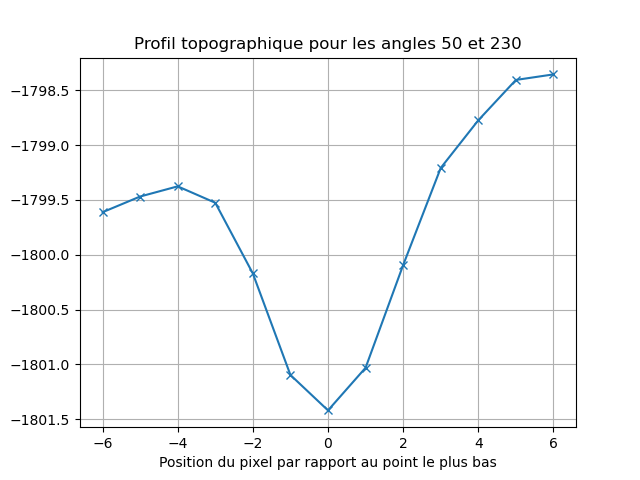 Profil topographique pour les angles 50 et 230
−1798.5
−1799.0
−1799.5
−1800.0
−1800.5
−1801.0
−1801.5
−6 −4 −2 0 2 4 6
Position du pixel par rapport au point le plus bas